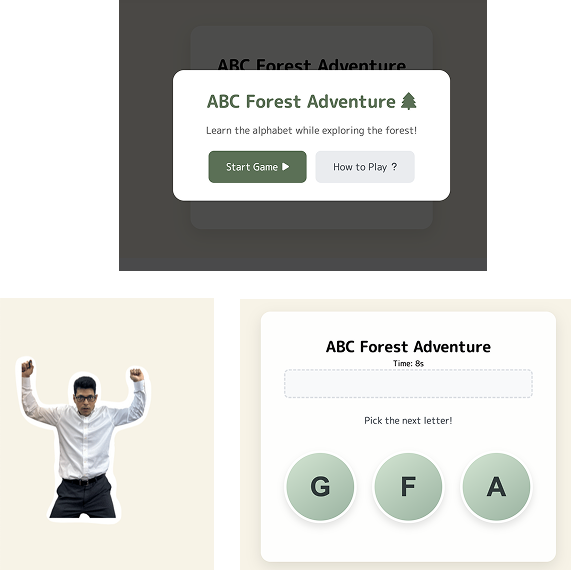 ABC Forest Adventure
ABC Forest Adventure
Learn the alphabet while exploring the forest!
Start Game
How to Play ?
ABC Forest Adventure
Time: 8s
Pick the next letter!
G F A